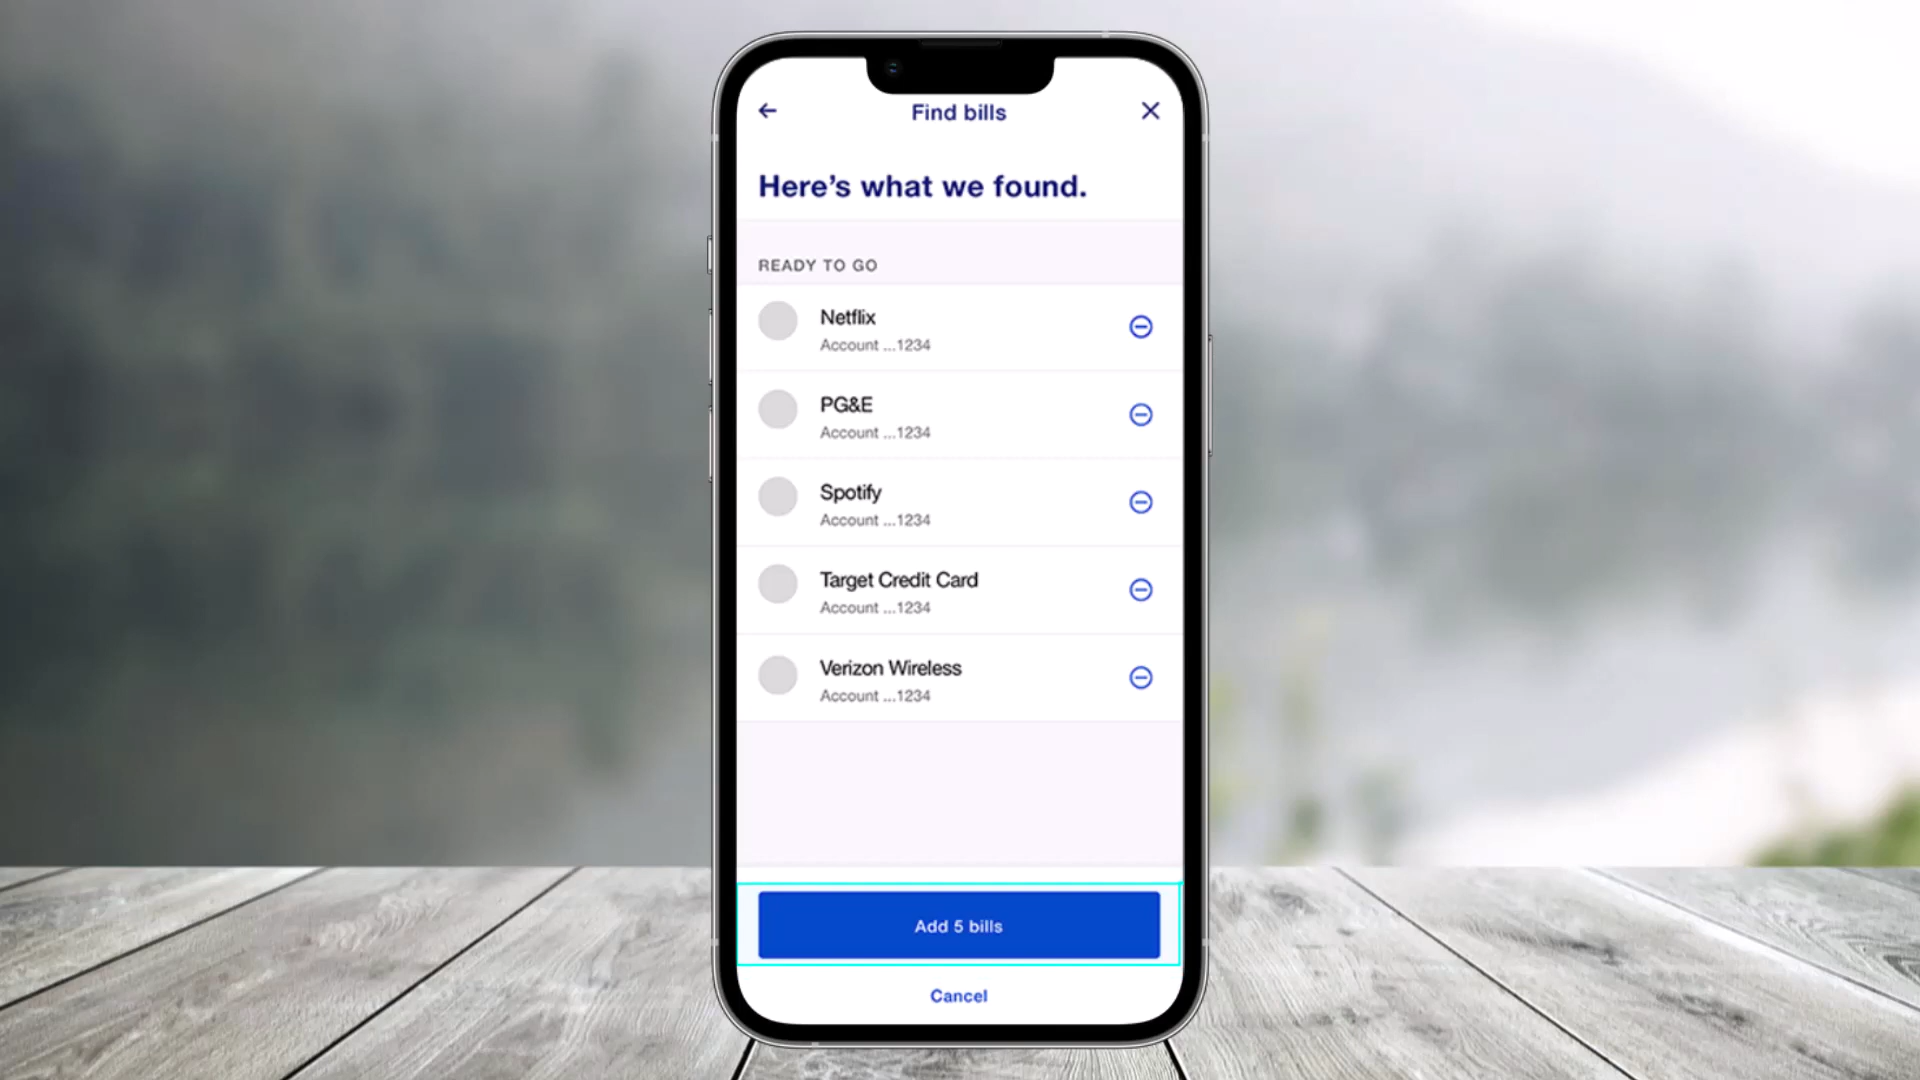 Find bills
Here's what we found.
READY TO GO
Netflix
Account ...1234
PG&E
Account ...1234
Spotify
Account ...1234
Target Credit Card
Account ...1234
Verizon Wireless
Account ...1234
Add 5 bills
Cancel